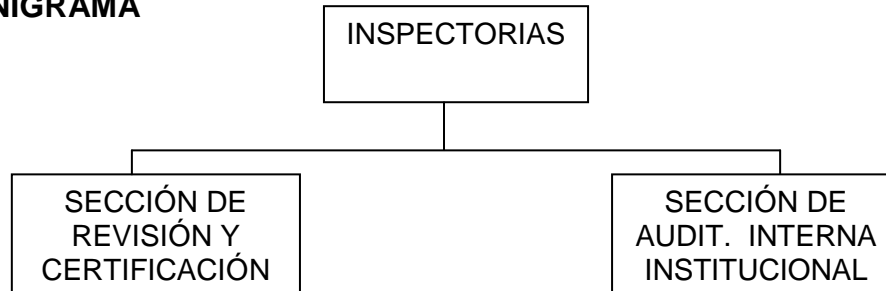 NIGRAMA
INSPECTORIAS
SECCIÓN DE
REVISIÓN Y
CERTIFICACIÓN
SECCIÓN DE
AUDIT. INTERNA
INSTITUCIONAL